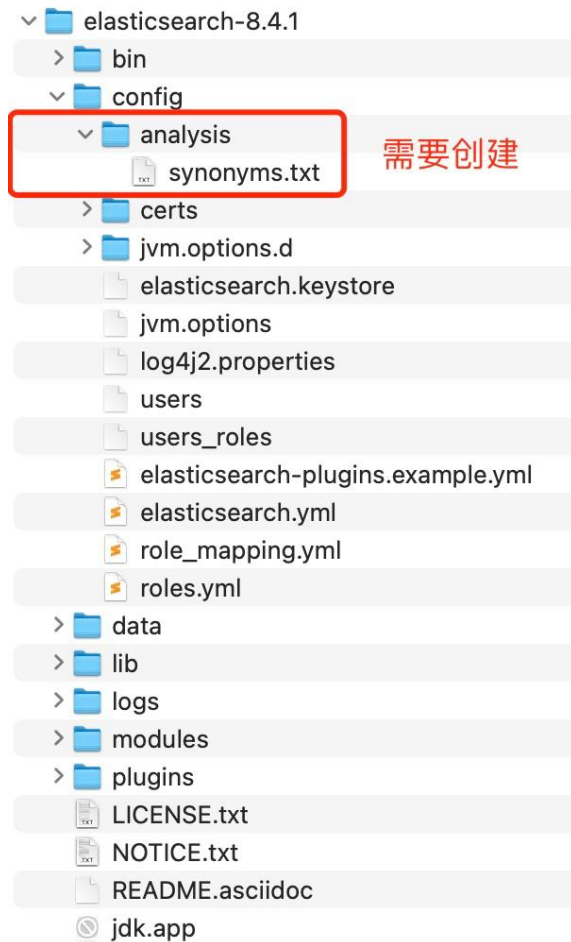 elasticsearch-8.4.1
bin
config
analysis
需要创建
synonyms.txt
certs
jvm.options.d
elasticsearch.keystore
jvm.options
log4j2.properties
users
users_roles
elasticsearch-plugins.example.yml
elasticsearch.yml
role_mapping.yml
roles.yml
data
lib
logs
modules
plugins
LICENSE.txt
NOTICE.txt
README.asciidoc
jdk.app